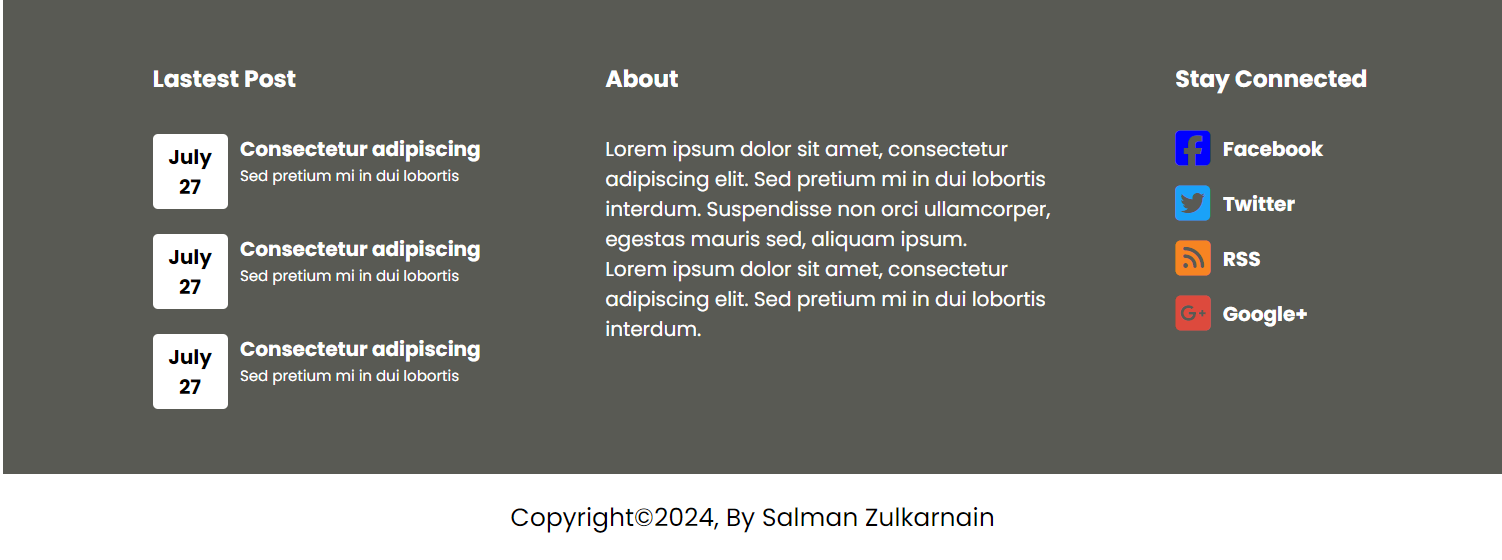 Lastest Post
July
27
Consectetur adipiscing
Sed pretium mi in dui lobortis
July
27
Consectetur adipiscing
Sed pretium mi in dui lobortis
July
27
Consectetur adipiscing
Sed pretium mi in dui lobortis
About
Lorem ipsum dolor sit amet, consectetur
adipiscing elit. Sed pretium mi in dui lobortis
interdum. Suspendisse non orci ullamcorper,
egestas mauris sed, aliquam ipsum.
Lorem ipsum dolor sit amet, consectetur
adipiscing elit. Sed pretium mi in dui lobortis
interdum.
Stay Connected
Facebook
Twitter
RSS
Google+
Copyright©2024, By Salman Zulkarnain